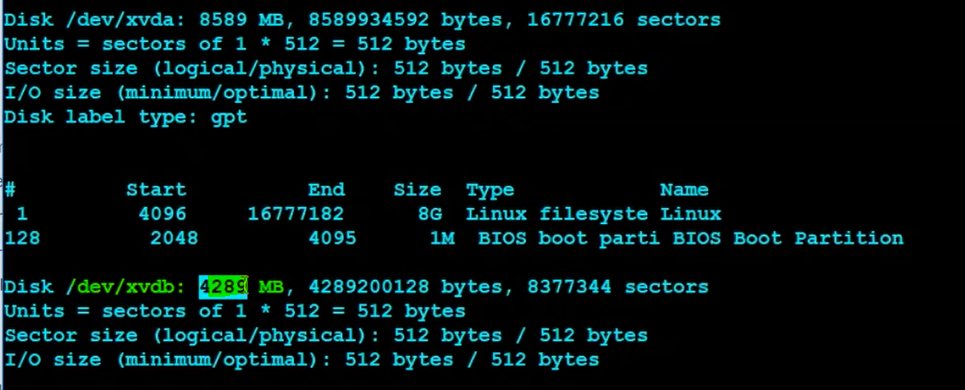 Disk /dev/xvda: 8589 MB, 8589934592 bytes, 16777216 sectors
Units = sectors of 1 * 512 = 512 bytes
Sector size (logical/physical): 512 bytes / 512 bytes
I/O size (minimum/optimal): 512 bytes / 512 bytes
Disk label type: gpt
# Start End Size Type Name
1 4096 16777182 8G Linux filesyste Linux
128 2048 4095 1M BIOS boot parti BIOS Boot Partition
Disk /dev/xvdb: 4289 MB, 4289200128 bytes, 8377344 sectors
Units = sectors of 1 * 512 = 512 bytes
Sector size (logical/physical): 512 bytes / 512 bytes
I/O size (minimum/optimal): 512 bytes / 512 bytes